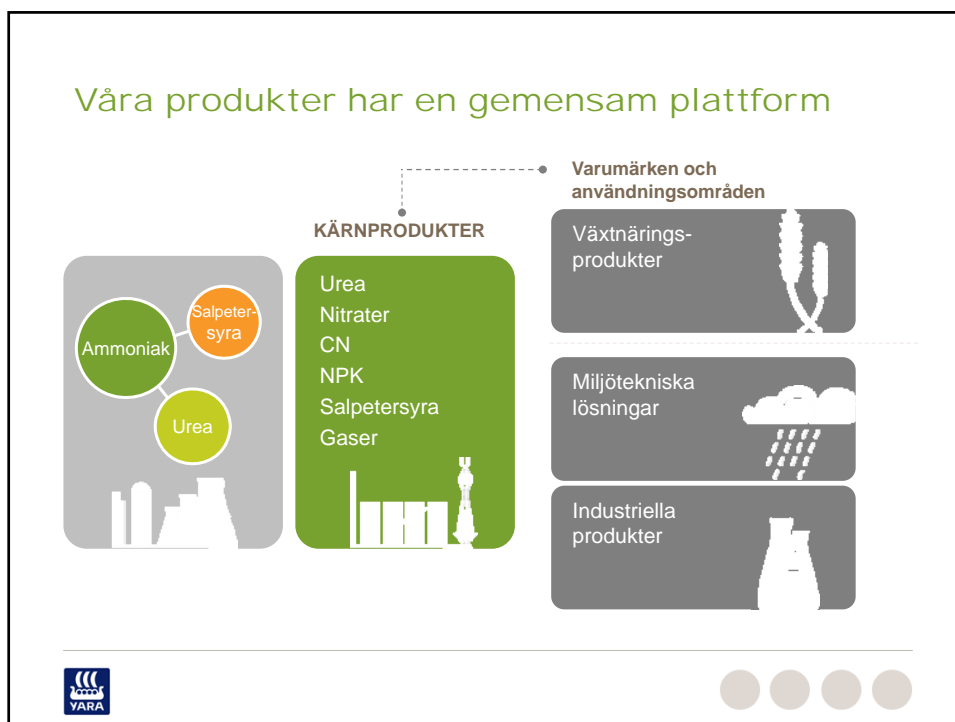 Våra produkter har en gemensam plattform
Varumärken och
användningsområden
KÄRNPRODUKTER
Ammoniak
Salpeter-
syra
Urea
Urea
Nitrater
CN
NPK
Salpetersyra
Gaser
Växtnärings-
produkter
Miljötekniska
lösningar
Industriella
produkter
YARA